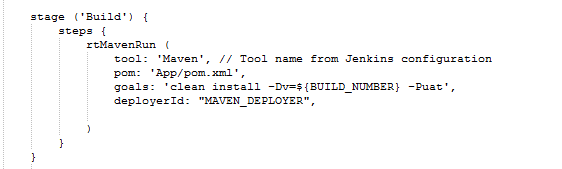 stage ('Build') {
steps {
rtMavenRun (
tool: 'Maven', // Tool name from Jenkins configuration
pom: 'App/pom.xml',
goals: 'clean install -Dv=${BUILD_NUMBER} -Puat',
deployerId: "MAVEN_DEPLOYER",
)
}
}